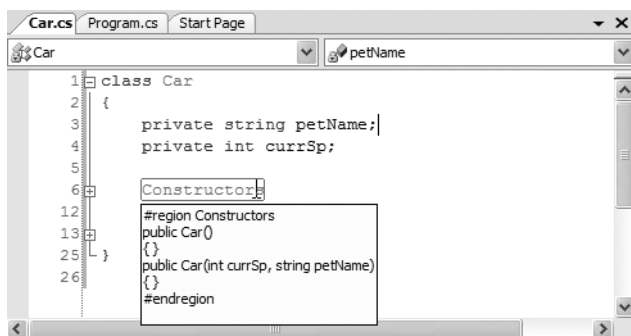 Car.cs Program.cs Start Page
Car petName
1 class Car
2 {
3 private string petName;
4 private int currSp;
5
6 Constructors
12
#region Constructors
13 public Car()
{}
25 } public Car(int currSp, string petName)
26 {}
#endregion